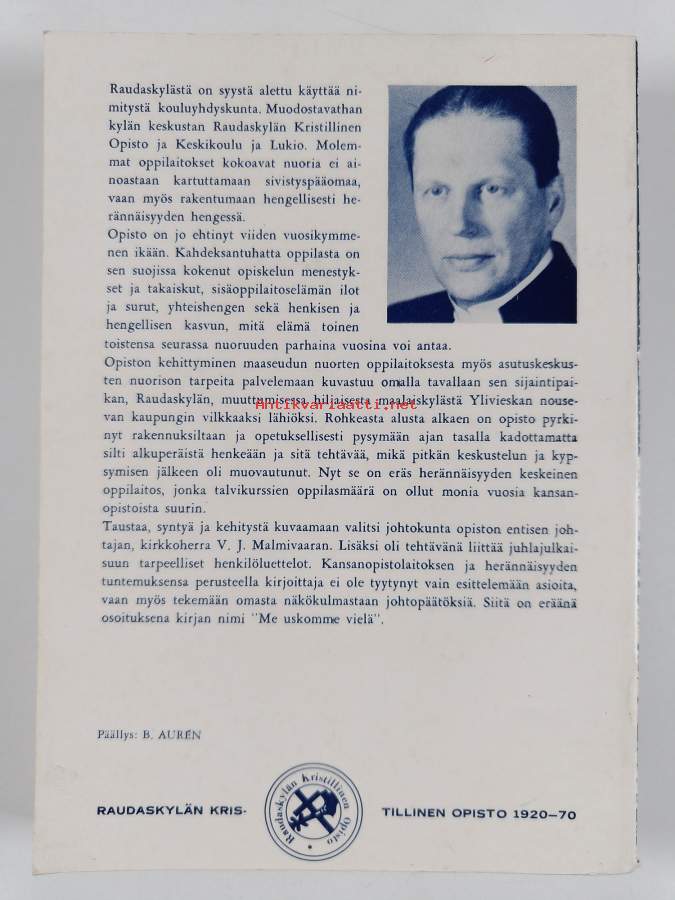 Raudaskylästä on syystä alettu käyttää ni-
mitystä kouluyhdyskunta. Muodostavathan
kylän keskustan Raudaskylän Kristillinen
Opisto ja Keskikoulu ja Lukio. Molem-
mat oppilaitokset kokoavat nuoria ei ai-
noastaan kartuttamaan sivistyspääomaa,
vaan myös rakentumaan hengellisesti he-
rännäisyyden hengessä.
Opisto on jo ehtinyt viiden vuosikymme-
nen ikään. Kahdeksantuhatta oppilasta on
sen suojissa kokenut opiskelun menestyk-
set ja takaiskut, sisäoppilaitoselämän ilot
ja surut, yhteishengen sekä henkisen ja
hengellisen kasvun, mitä elämä toinen
toistensa seurassa nuoruuden parhaina vuosina voi antaa.
Opiston kehittyminen maaseudun nuorten oppilaitoksesta myös asutuskeskus-
ten nuorison tarpeita palvelemaan kuvastuu omalla tavallaan sen sijaintipai-
kan, Raudaskylän, muuttumisessa hiljaisesta maalaiskylästä Ylivieskan nouse-
van kaupungin vilkkaaksi lähiöksi. Rohkeasta alusta alkaen on opisto pyrki-
nyt rakennuksiltaan ja opetuksellisesti pysymään ajan tasalla kadottamatta
silti alkuperäistä henkeään ja sitä tehtävää, mikä pitkän keskustelun ja kyp-
symisen jälkeen oli muovautunut. Nyt se on eräs herännäisyyden keskeinen
oppilaitos, jonka talvikurssien oppilasmäärä on ollut monia vuosia kansan-
opistoista suurin.
Taustaa, syntyä ja kehitystä kuvaamaan valitsi johtokunta opiston entisen joh-
tajan, kirkkoherra V. J. Malmivaaran. Lisäksi oli tehtävänä liittää juhlajulkai-
suun tarpeelliset henkilöluettelot. Kansanopistolaitoksen ja herännäisyyden
tuntemuksensa perusteella kirjoittaja ei ole tyytynyt vain esittelemään asioita,
vaan myös tekemään omasta näkökulmastaan johtopäätöksiä. Siitä on eräänä
osoituksena kirjan nimi "Me uskomme vielä".
Antikvariaatti.net
Päällys: B. AURÉN
Raudaskylän Kristillinen Opisto
RAUDASKYLÄN KRIS- TILLINEN OPISTO 1920–70